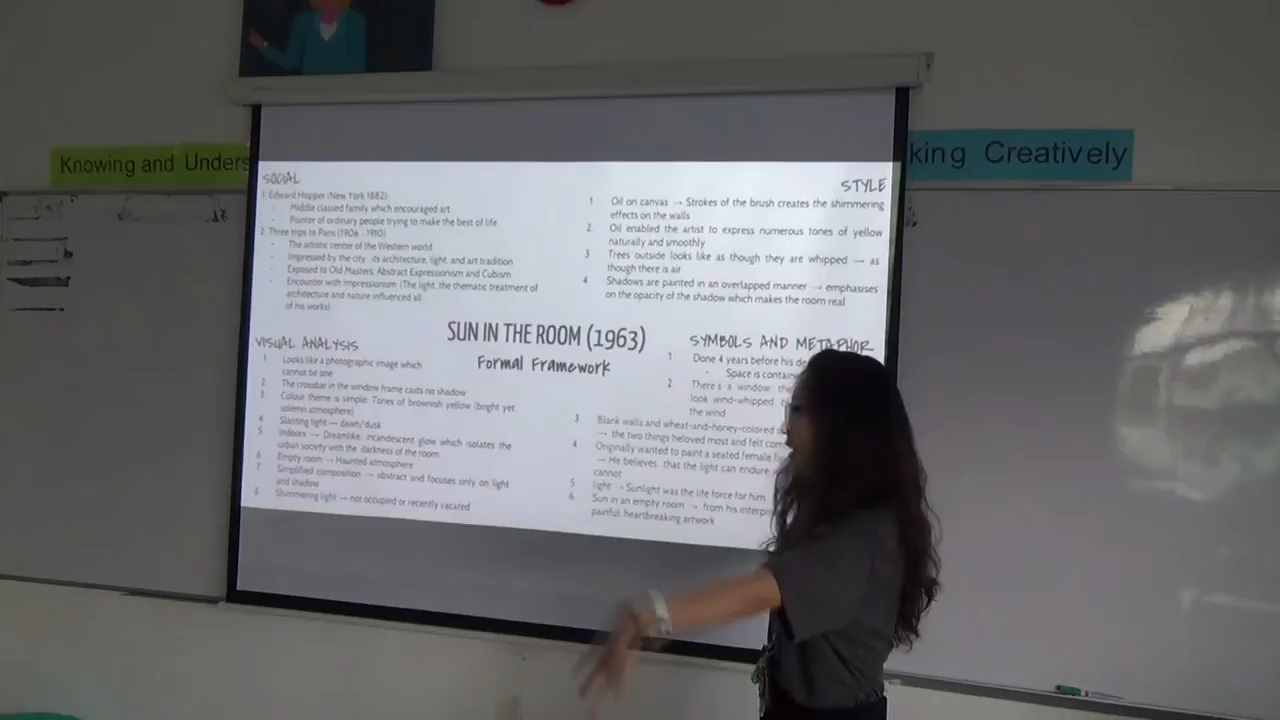 Knowing and Unders
king Creatively
SOCIAL
1. Edward Hopper (New York 1882):
- Middle classed family which encouraged art
- Painter of ordinary people trying to make the best of life
2. Three trips to Paris (1906 - 1910)
- The artistic center of the Western world
- Impressed by the city, its architecture, light, and art tradition
- Exposed to Old Masters, Abstract Expressionism and Cubism
- Encounter with Impressionism (The light, the thematic treatment of
architecture and nature influenced all
of his works)
STYLE
1 Oil on canvas → Strokes of the brush creates the shimmering
effects on the walls
2. Oil enabled the artist to express numerous tones of yellow
naturally and smoothly
3 Trees outside looks like as though they are whipped → as
though there is air
4 Shadows are painted in an overlapped manner → emphasises
on the opacity of the shadow which makes the room real
SUN IN THE ROOM (1963)
Formal Framework
VISUAL ANALYSIS
1 Looks like a photographic image which
cannot be one
2. The crossbar in the window frame casts no shadow
3 Colour theme is simple. Tones of brownish yellow (bright yet
solemn atmosphere)
4 Slanting light → dawn/dusk
5 Indoors → Dreamlike, incandescent glow which isolates the
urban society with the darkness of the room
6 Empty room → Haunted atmosphere
7. Simplified composition → abstract and focuses only on light
and shadow
8 Shimmering light → not occupied or recently vacated
SYMBOLS AND METAPHOR
1. Done 4 years before his de
- Space is contain
2 There's a window: the
look wind-whipped b
the wind
3 Blank walls and wheat-and-honey-colored s
→ the two things beloved most and felt com
4. Originally wanted to paint a seated female fi
→ He believes that the light can endure
cannot
5 light → Sunlight was the life force for him
6. Sun in an empty room → from his interp
painful, heartbreaking artwork